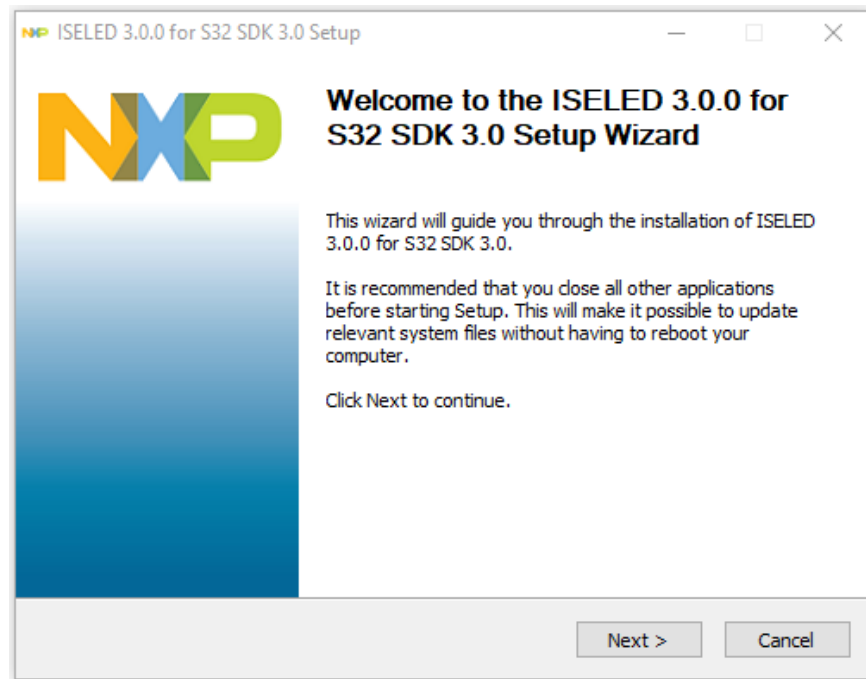 NXP ISELED 3.0.0 for S32 SDK 3.0 Setup
NXP
Welcome to the ISELED 3.0.0 for
S32 SDK 3.0 Setup Wizard
This wizard will guide you through the installation of ISELED
3.0.0 for S32 SDK 3.0.
It is recommended that you close all other applications
before starting Setup. This will make it possible to update
relevant system files without having to reboot your
computer.
Click Next to continue.
Next >
Cancel